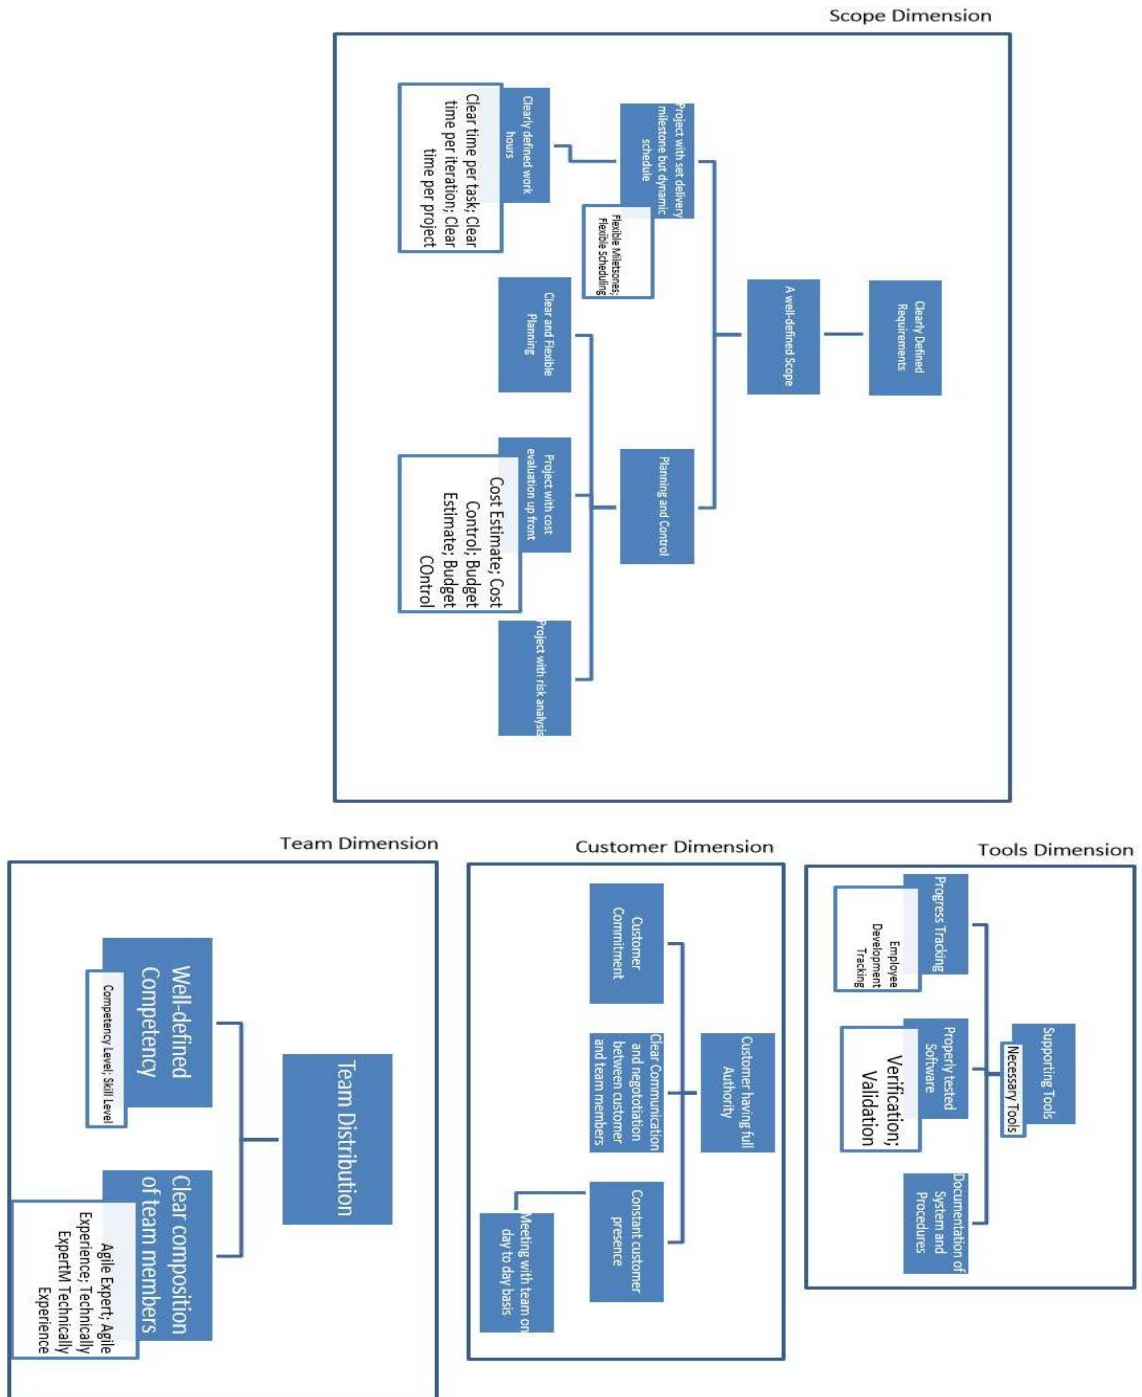 Scope Dimension
Clearly Defined
Requirements
A well-defined Scope
Project with set delivery
milestone but dynamic
schedule
Flexible Miletsones;
Flexible Scheduling
Planning and Control
Clearly defined work
hours
Clear time per task; Clear
time per iteration; Clear
time per project
Clear and Flexible
Planning
Project with cost
evaluation up front
Cost Estimate; Cost
Control; Budget
Estimate; Budget
COntrol
Project with risk analysis
Tools Dimension
Supporting Tools
Necessary Tools
Progress Tracking
Employee
Development
Tracking
Properly tested
Software
Verification;
Validation
Documentation of
System and
Procedures
Customer Dimension
Customer having full
Authority
Customer
Commitment
Clear Communication
and negototiation
between customer
and team members
Constant customer
presence
Meeting with team on
day to day basis
Team Dimension
Team Distribution
Well-defined
Competency
Competency Level; Skill Level
Clear composition
of team members
Agile Expert; Agile
Experience; Technically
ExpertM Technically
Experience